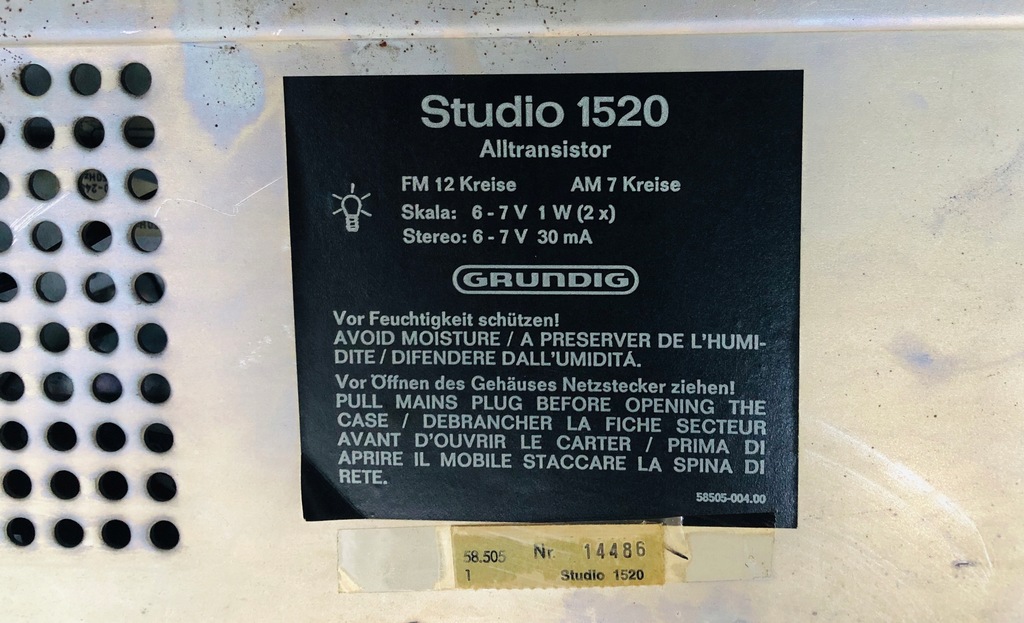 Studio 1520
Alltransistor
FM 12 Kreise AM 7 Kreise
Skala: 6 - 7 V 1 W (2 x)
Stereo: 6 - 7 V 30 mA
GRUNDIG
Vor Feuchtigkeit schützen!
AVOID MOISTURE / A PRESERVER DE L'HUMI-
DITE / DIFENDERE DALL'UMIDITÁ.
Vor Öffnen des Gehäuses Netzstecker ziehen!
PULL MAINS PLUG BEFORE OPENING THE
CASE / DEBRANCHER LA FICHE SECTEUR
AVANT D'OUVRIR LE CARTER / PRIMA DI
APRIRE IL MOBILE STACCARE LA SPINA DI
RETE.
58505-004.00
58.505 Nr. 14486
1 Studio 1520